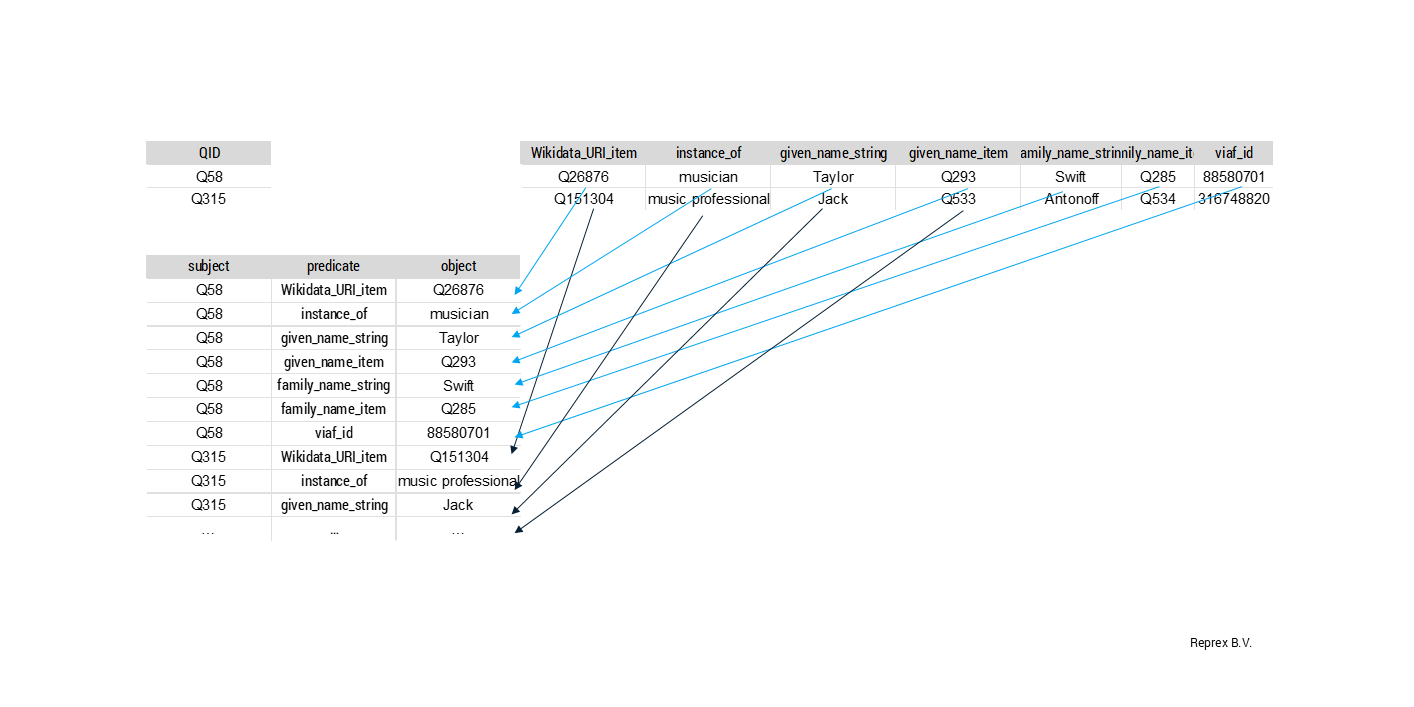 QID Wikidata_URI_item instance_of given_name_string given_name_item amily_name_strin nily_name_it viaf_id
Q58 Q26876 musician Taylor Q293 Swift Q285 88580701
Q315 Q151304 music professional Jack Q533 Antonoff Q534 316748820
subject predicate object
Q58 Wikidata_URI_item Q26876
Q58 instance_of musician
Q58 given_name_string Taylor
Q58 given_name_item Q293
Q58 family_name_string Swift
Q58 family_name_item Q285
Q58 viaf_id 88580701
Q315 Wikidata_URI_item Q151304
Q315 instance_of music professional
Q315 given_name_string Jack
... ... ...
Reprex B.V.